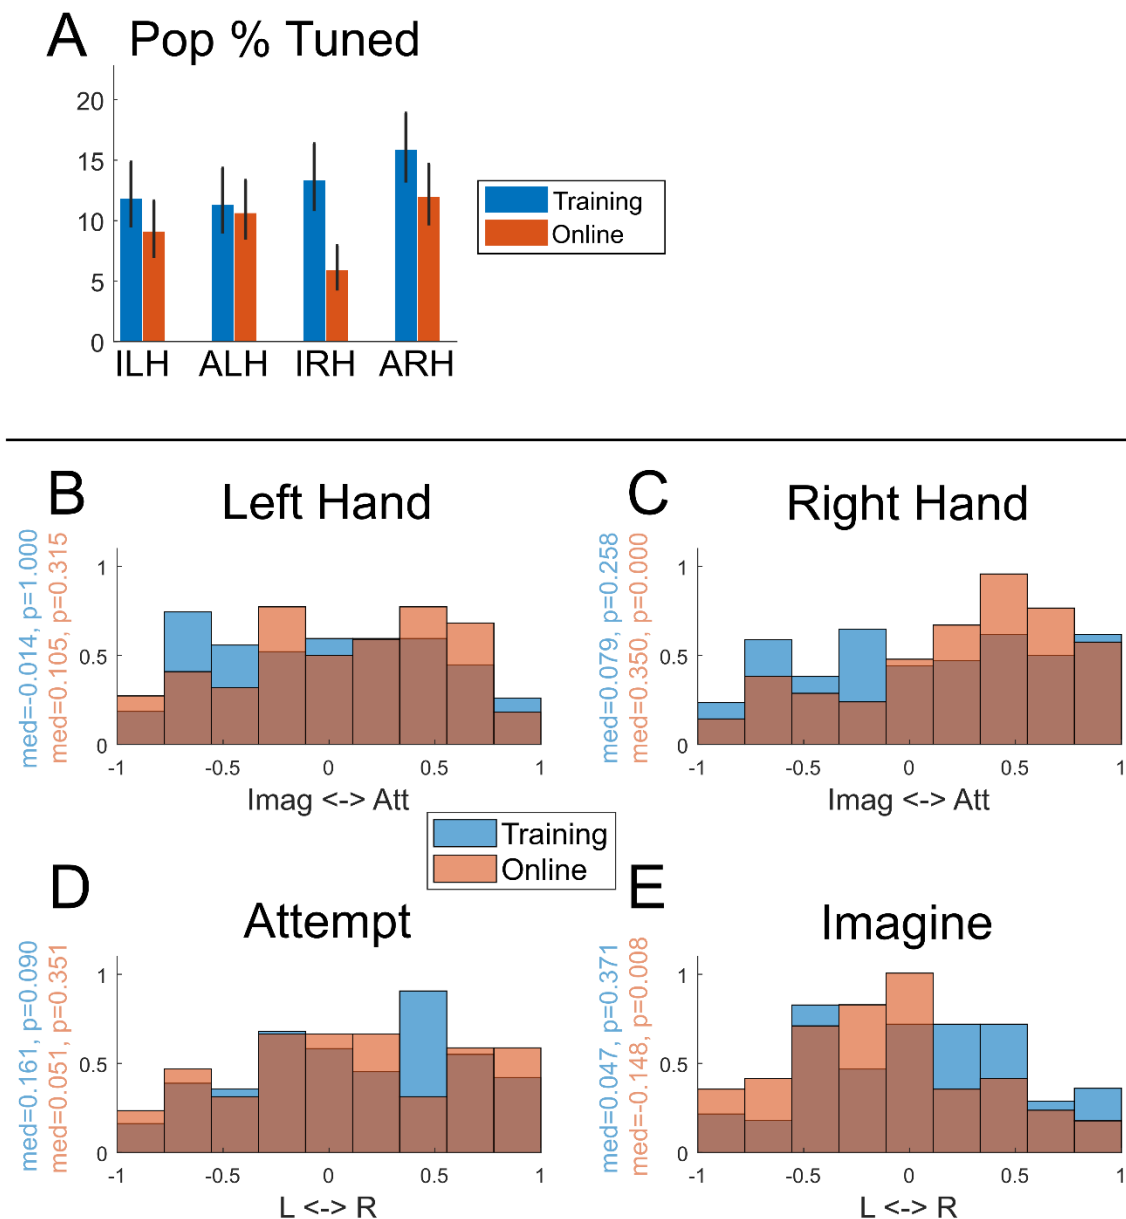 A Pop % Tuned
20
15
10
5
0
ILH ALH IRH ARH
Training
Online
B Left Hand
med=-0.014, p=1.000
med=0.105, p=0.315
1
0.5
0
-1 -0.5 0 0.5 1
Imag <-> Att
C Right Hand
med=0.079, p=0.258
med=0.350, p=0.000
1
0.5
0
-1 -0.5 0 0.5 1
Imag <-> Att
Training
Online
D Attempt
med=0.161, p=0.090
med=0.051, p=0.351
1
0.5
0
-1 -0.5 0 0.5 1
L <-> R
E Imagine
med=0.047, p=0.371
med=-0.148, p=0.008
1
0.5
0
-1 -0.5 0 0.5 1
L <-> R